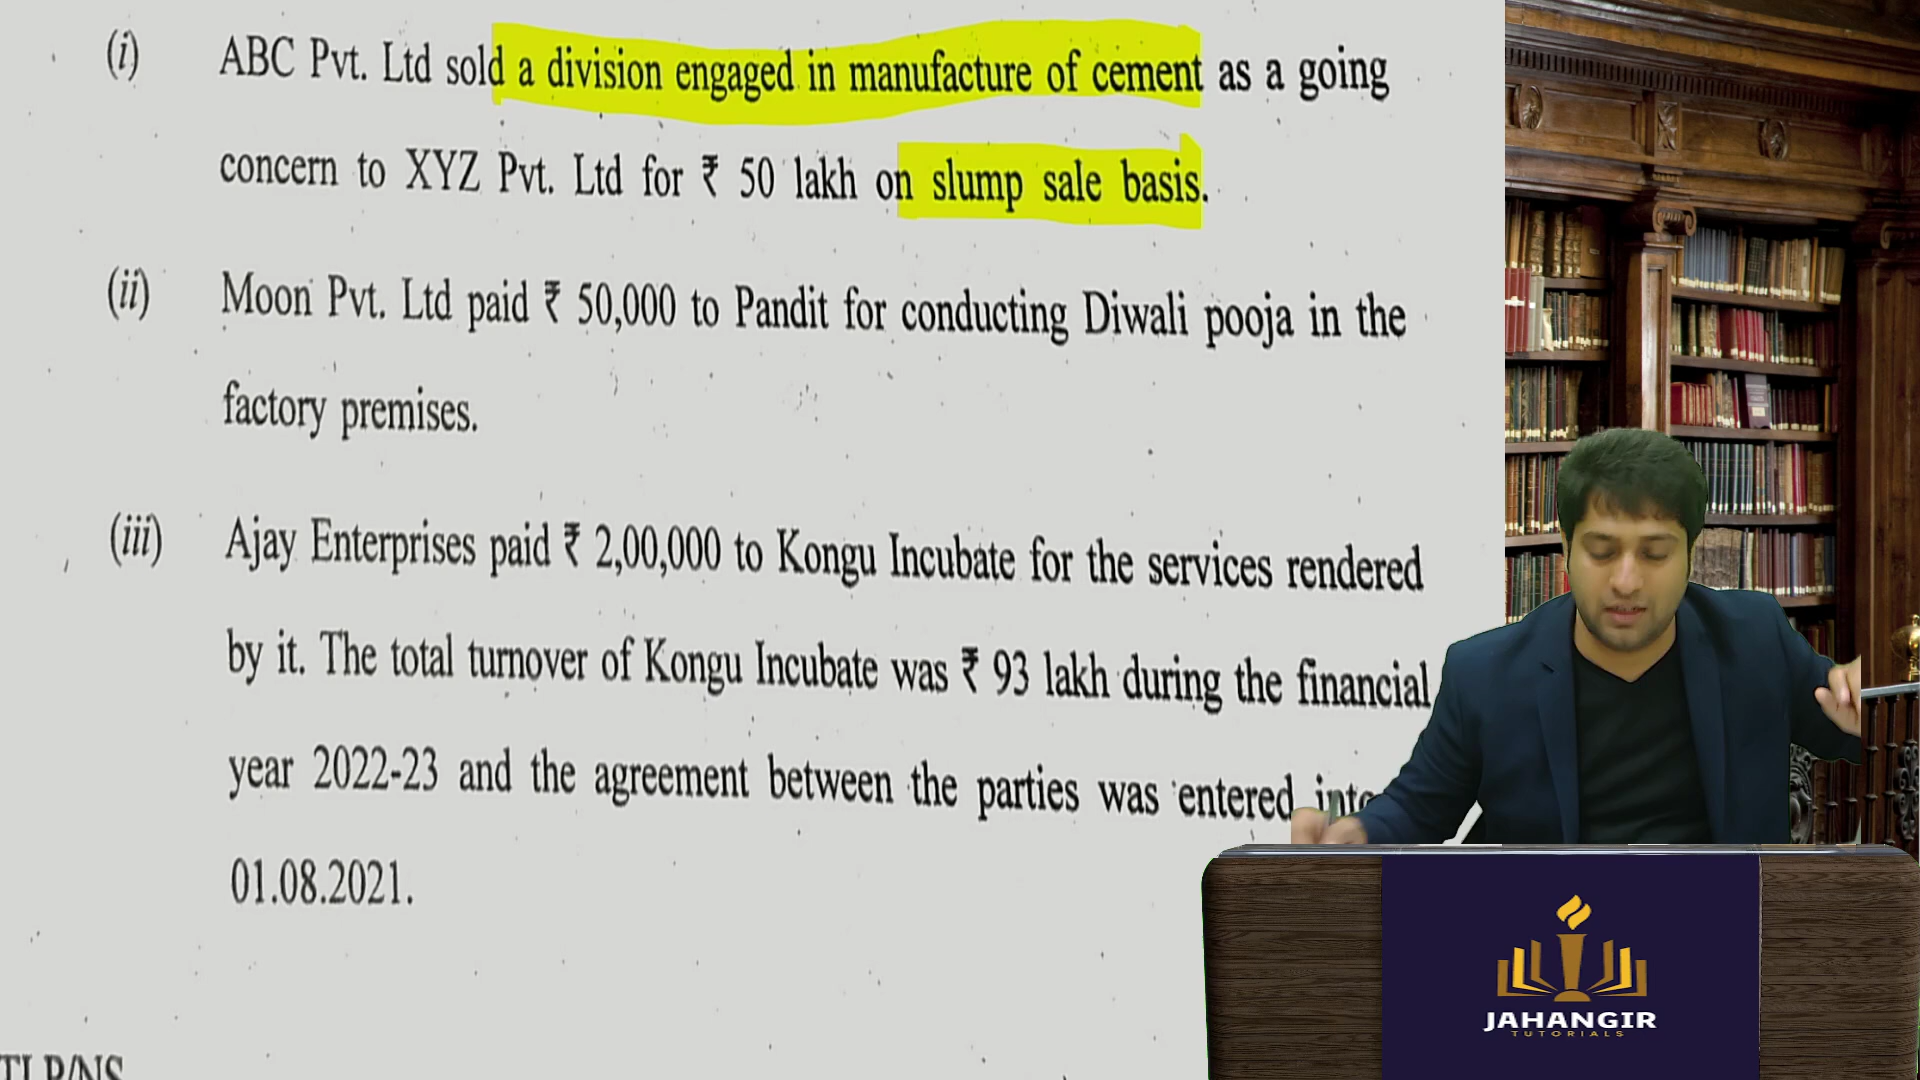 (i) ABC Pvt. Ltd sold a division engaged in manufacture of cement as a going
concern to XYZ Pvt. Ltd for ₹ 50 lakh on slump sale basis.
(ii) Moon Pvt. Ltd paid ₹ 50,000 to Pandit for conducting Diwali pooja in the
factory premises.
(iii) Ajay Enterprises paid ₹ 2,00,000 to Kongu Incubate for the services rendered
by it. The total turnover of Kongu Incubate was ₹ 93 lakh during the financial
year 2022-23 and the agreement between the parties was entered
01.08.2021.
JAHANGIR
TUTORIALS